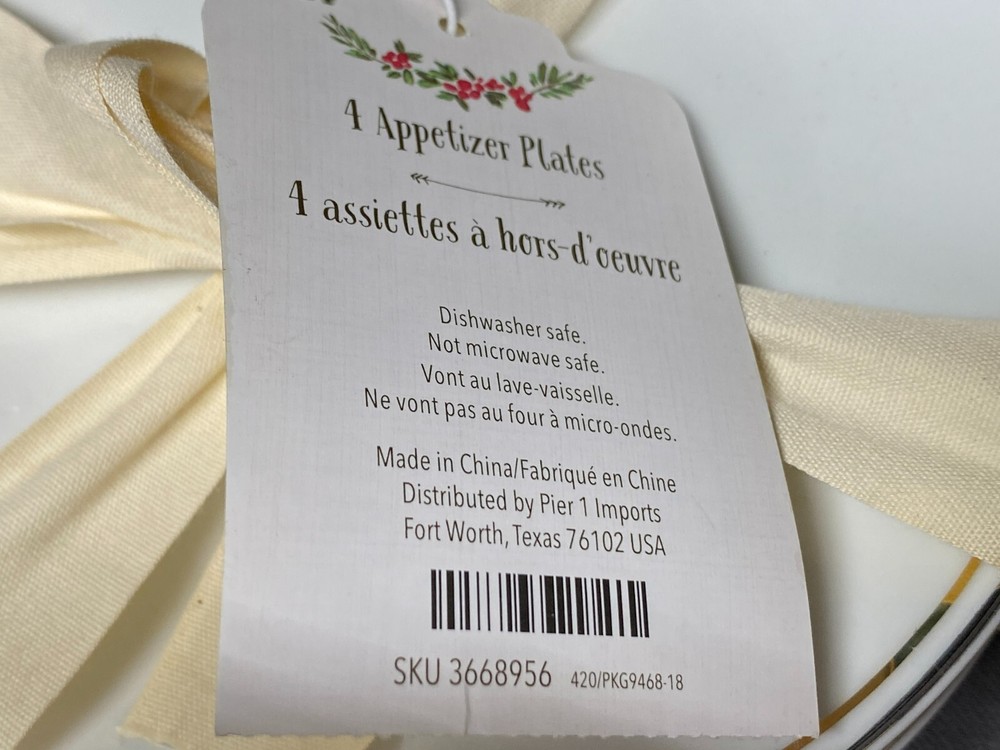 4 Appetizer Plates
4 assiettes à hors-d'oeuvre
Dishwasher safe.
Not microwave safe.
Vont au lave-vaisselle.
Ne vont pas au four à micro-ondes.
Made in China/Fabriqué en Chine
Distributed by Pier 1 Imports
Fort Worth, Texas 76102 USA
SKU 3668956 420/PKG9468-18